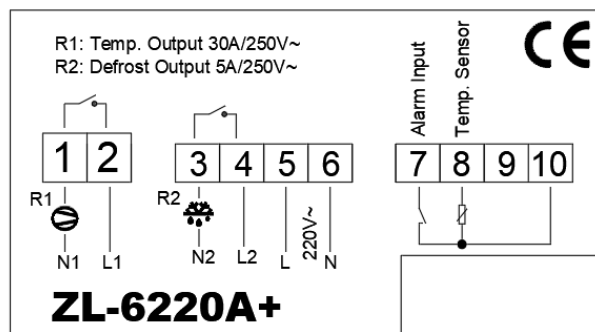 R1: Temp. Output 30A/250V~
R2: Defrost Output 5A/250V~
Alarm Input
Temp. Sensor
CE
1 2 3 4 5 6 7 8 9 10
R1 R2
220V~
N1 L1 N2 L2 L N
ZL-6220A+